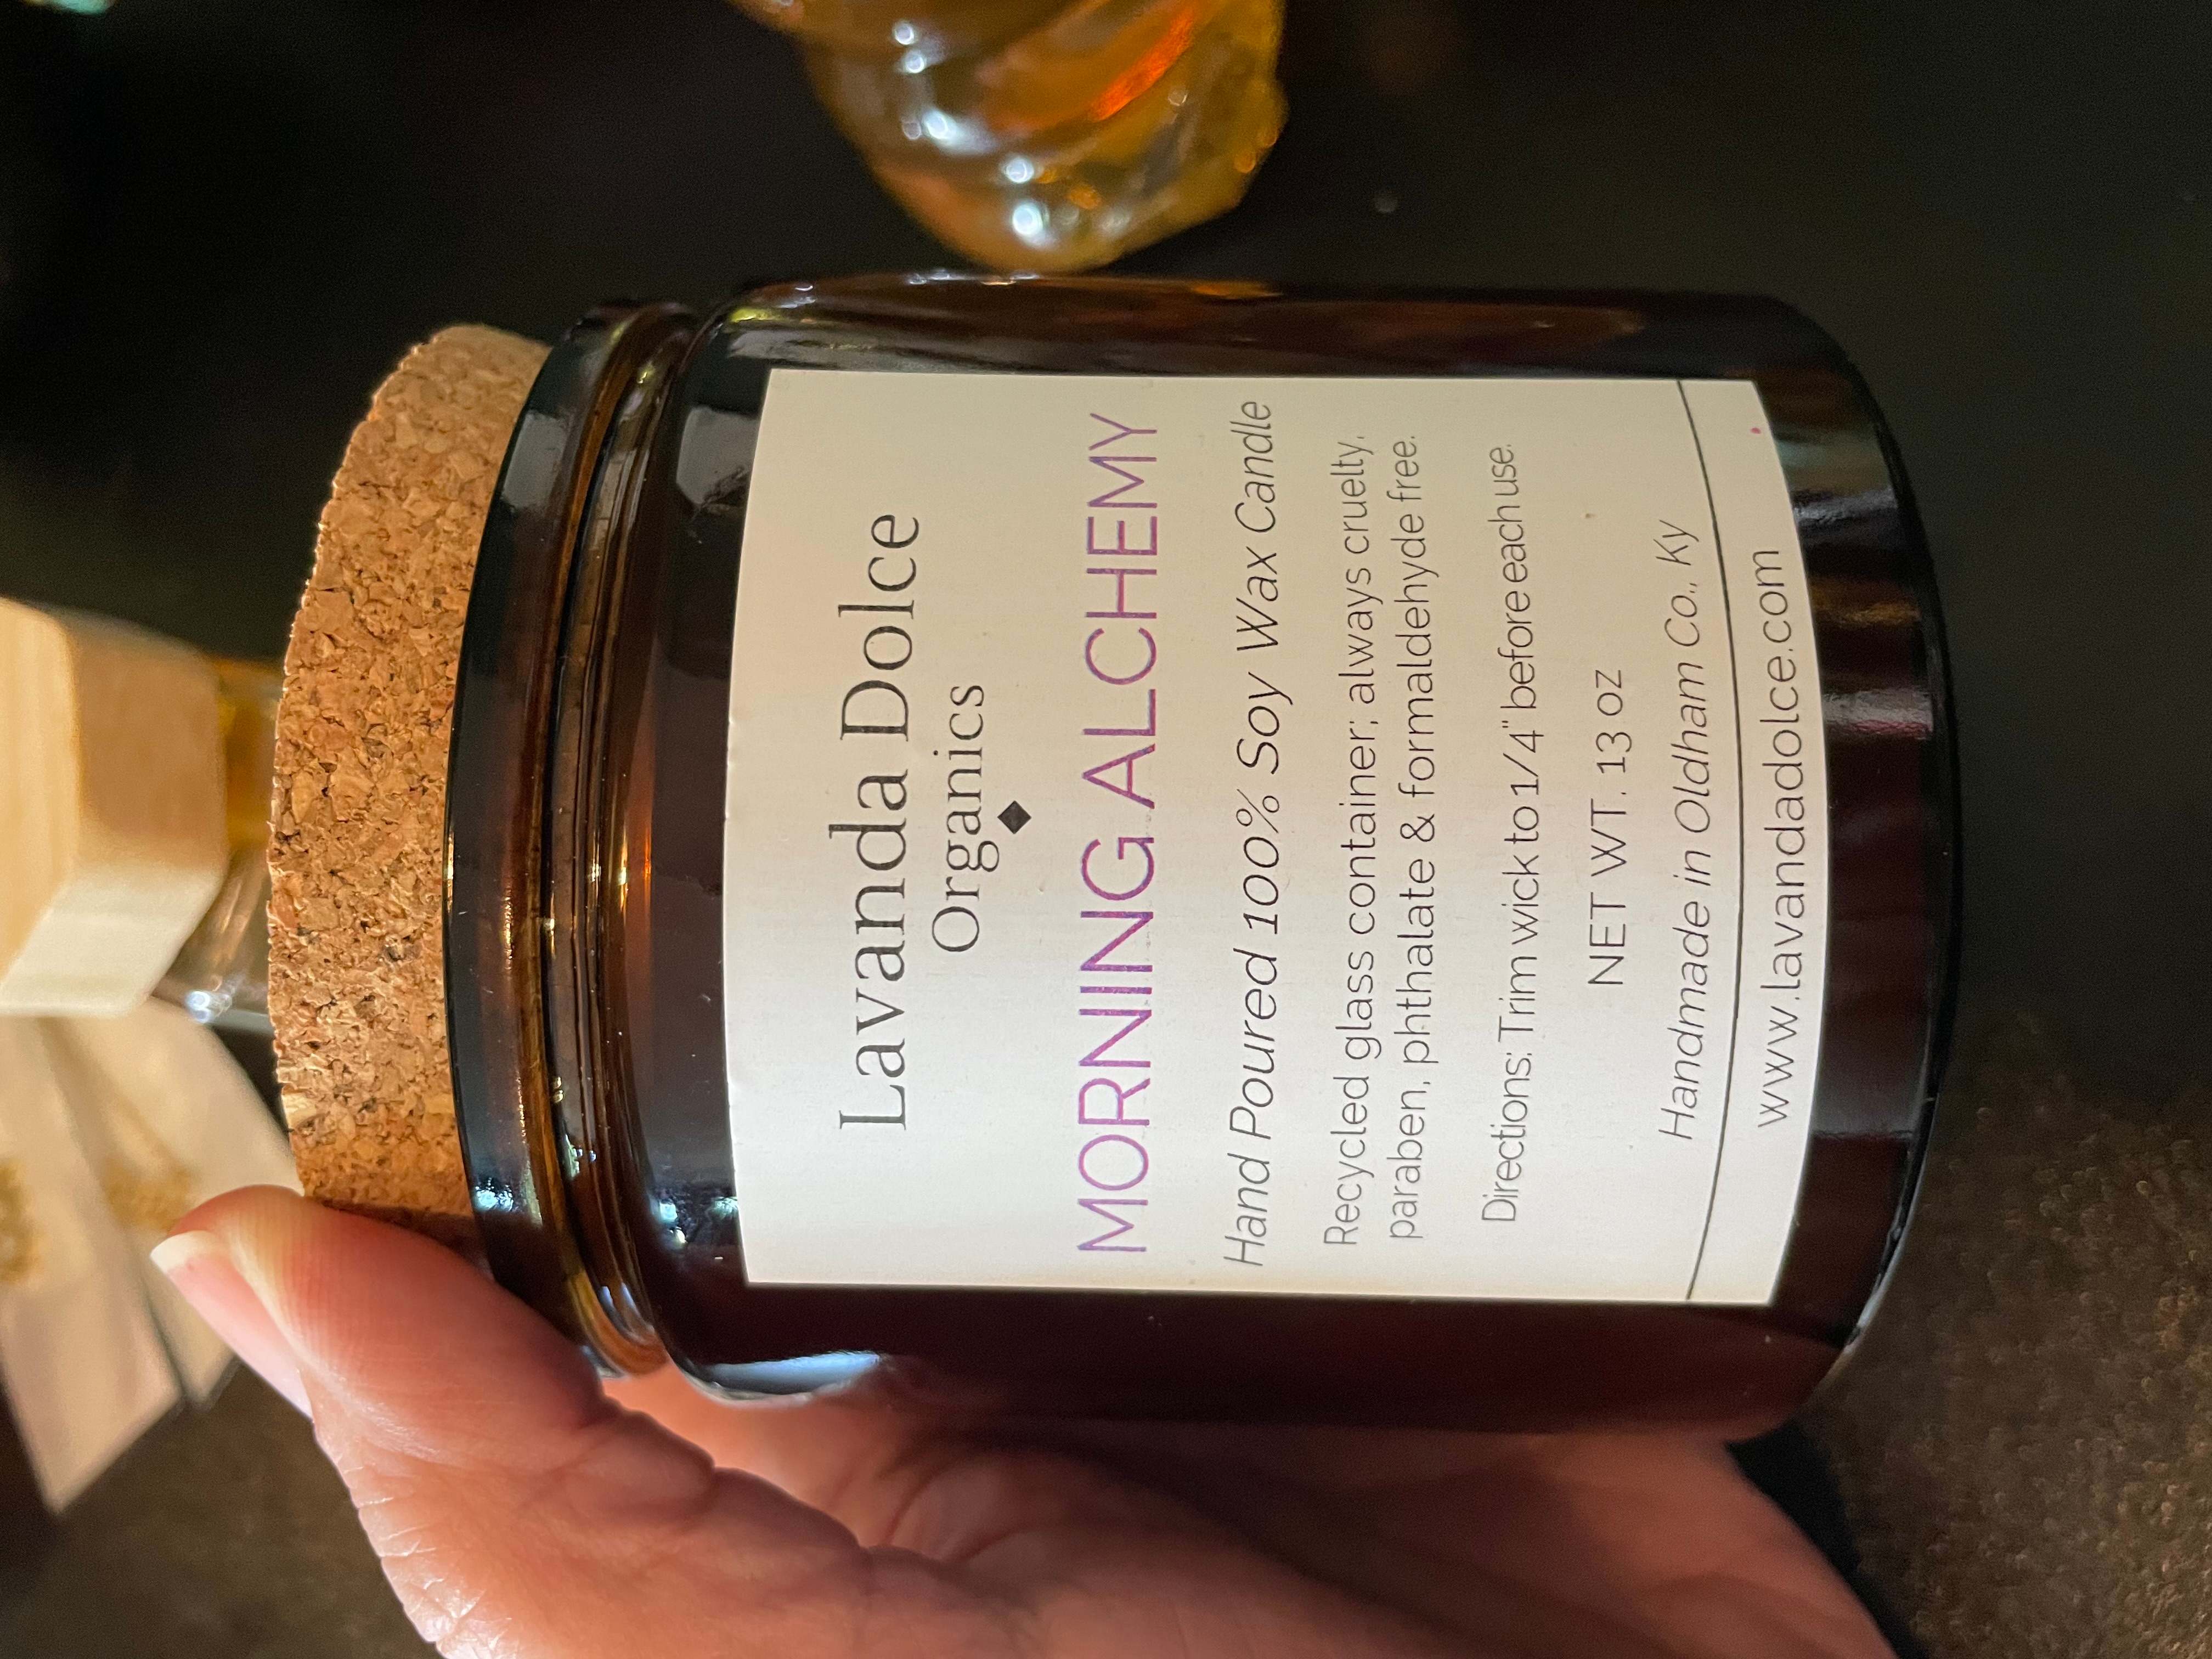 Lavanda Dolce
Organics
MORNING ALCHEMY
Hand Poured 100% Soy Wax Candle
Recycled glass container; always cruelty,
paraben, phthalate & formaldehyde free.
Directions: Trim wick to 1/4" before each use.
NET WT. 13 oz
Handmade in Oldham Co., Ky
www.lavandadolce.com